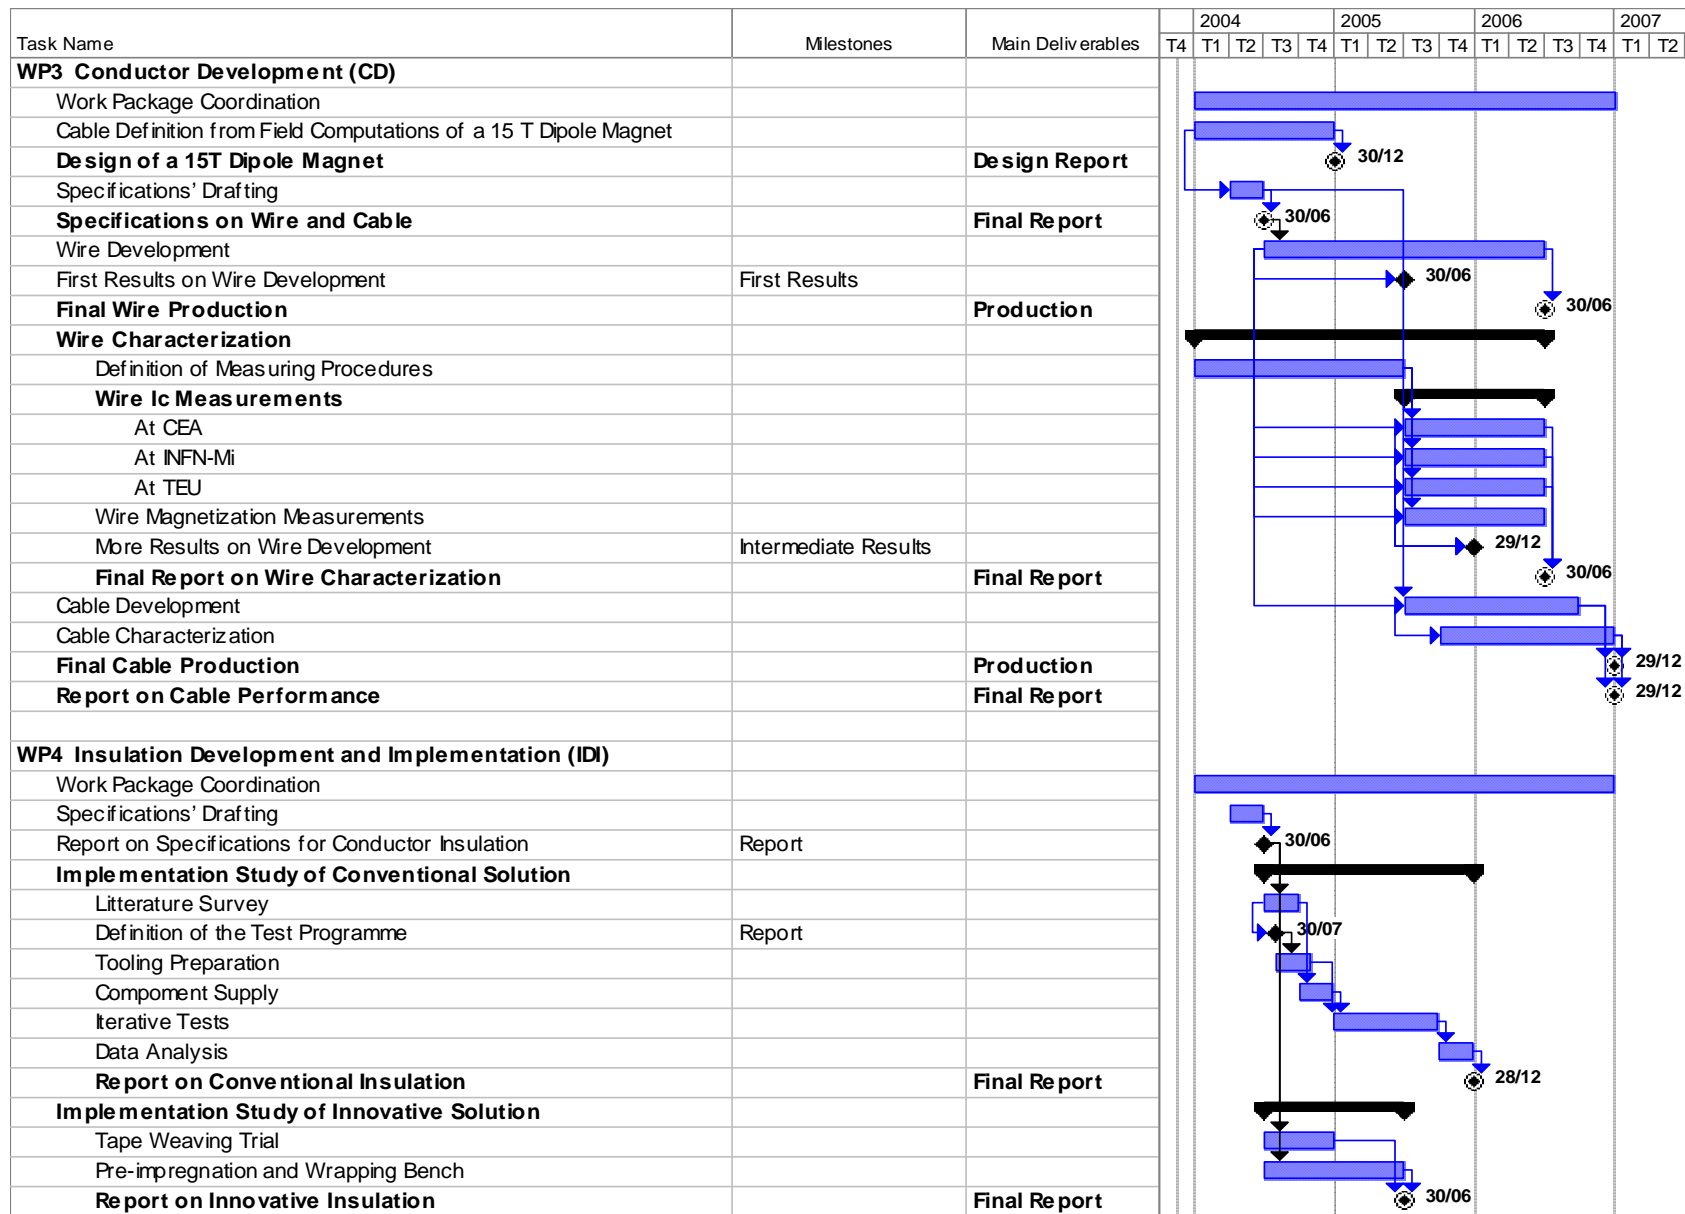 2004 2005 2006 2007
Task Name Milestones Main Deliverables T4 T1 T2 T3 T4 T1 T2 T3 T4 T1 T2 T3 T4 T1 T2
WP3 Conductor Development (CD)
Work Package Coordination
Cable Definition from Field Computations of a 15 T Dipole Magnet
Design of a 15T Dipole Magnet Design Report 30/12
Specifications' Drafting
Specifications on Wire and Cable Final Report 30/06
Wire Development
First Results on Wire Development First Results 30/06
Final Wire Production Production 30/06
Wire Characterization
Definition of Measuring Procedures
Wire Ic Measurements
At CEA
At INFN-Mi
At TEU
Wire Magnetization Measurements
More Results on Wire Development Intermediate Results 29/12
Final Report on Wire Characterization Final Report 30/06
Cable Development
Cable Characterization
Final Cable Production Production 29/12
Report on Cable Performance Final Report 29/12
WP4 Insulation Development and Implementation (IDI)
Work Package Coordination
Specifications' Drafting
Report on Specifications for Conductor Insulation Report 30/06
Implementation Study of Conventional Solution
Litterature Survey
Definition of the Test Programme Report 30/07
Tooling Preparation
Compoment Supply
Iterative Tests
Data Analysis
Report on Conventional Insulation Final Report 28/12
Implementation Study of Innovative Solution
Tape Weaving Trial
Pre-impregnation and Wrapping Bench
Report on Innovative Insulation Final Report 30/06